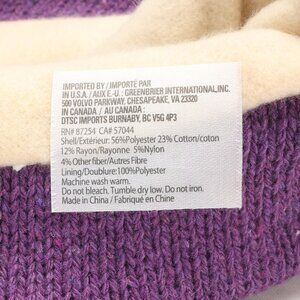 IMPORTED BY / IMPORTÉ PAR
IN U.S.A. / AUX É.-U. : GREENBRIER INTERNATIONAL, INC.
500 VOLVO PARKWAY, CHESAPEAKE, VA 23320
IN CANADA / AU CANADA :
DTSC IMPORTS BURNABY, BC V5G 4P3
RN# 87254 CA# 57044
Shell/Extérieur: 56%Polyester 23% Cotton/coton
12% Rayon/Rayonne 5%Nylon
4% Other fiber/Autres Fibre
Lining/Doublure:100%Polyester
Machine wash warm.
Do not bleach. Tumble dry low. Do not iron.
Made in China / Fabriqué en Chine